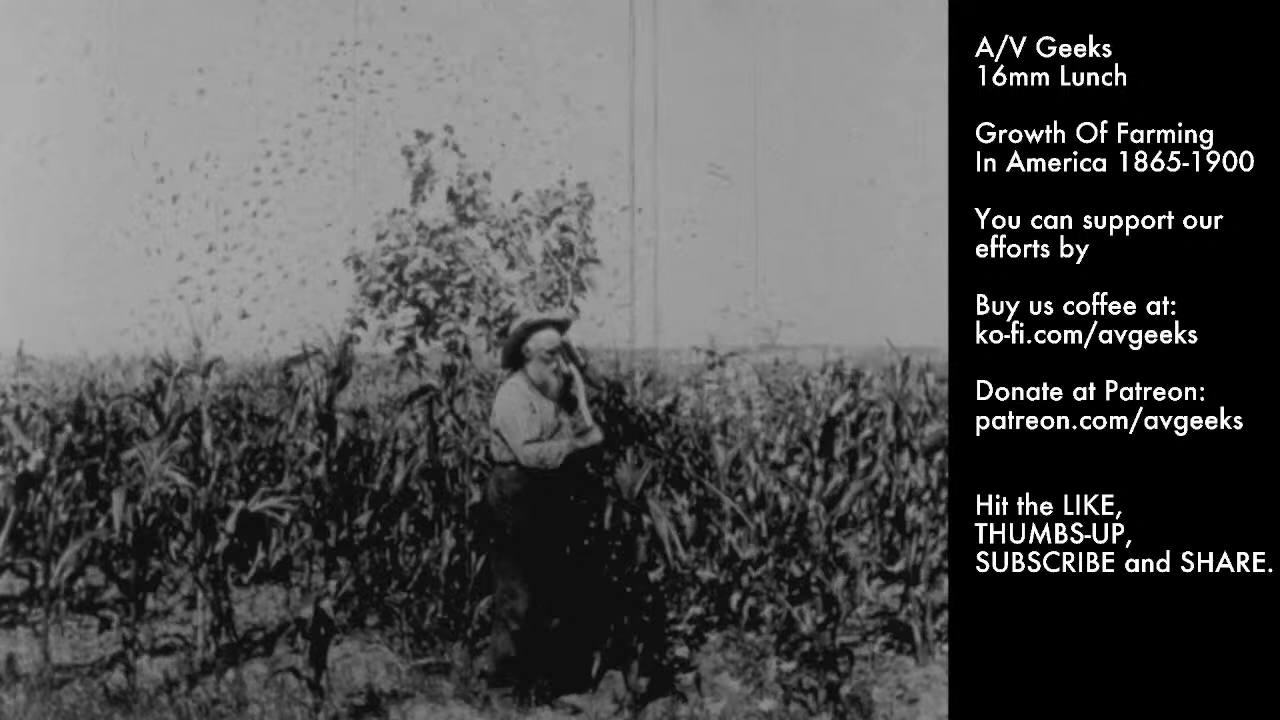 A/V Geeks
16mm Lunch
Growth Of Farming
In America 1865-1900
You can support our
efforts by
Buy us coffee at:
ko-fi.com/avgeeks
Donate at Patreon:
patreon.com/avgeeks
Hit the LIKE,
THUMBS-UP,
SUBSCRIBE and SHARE.